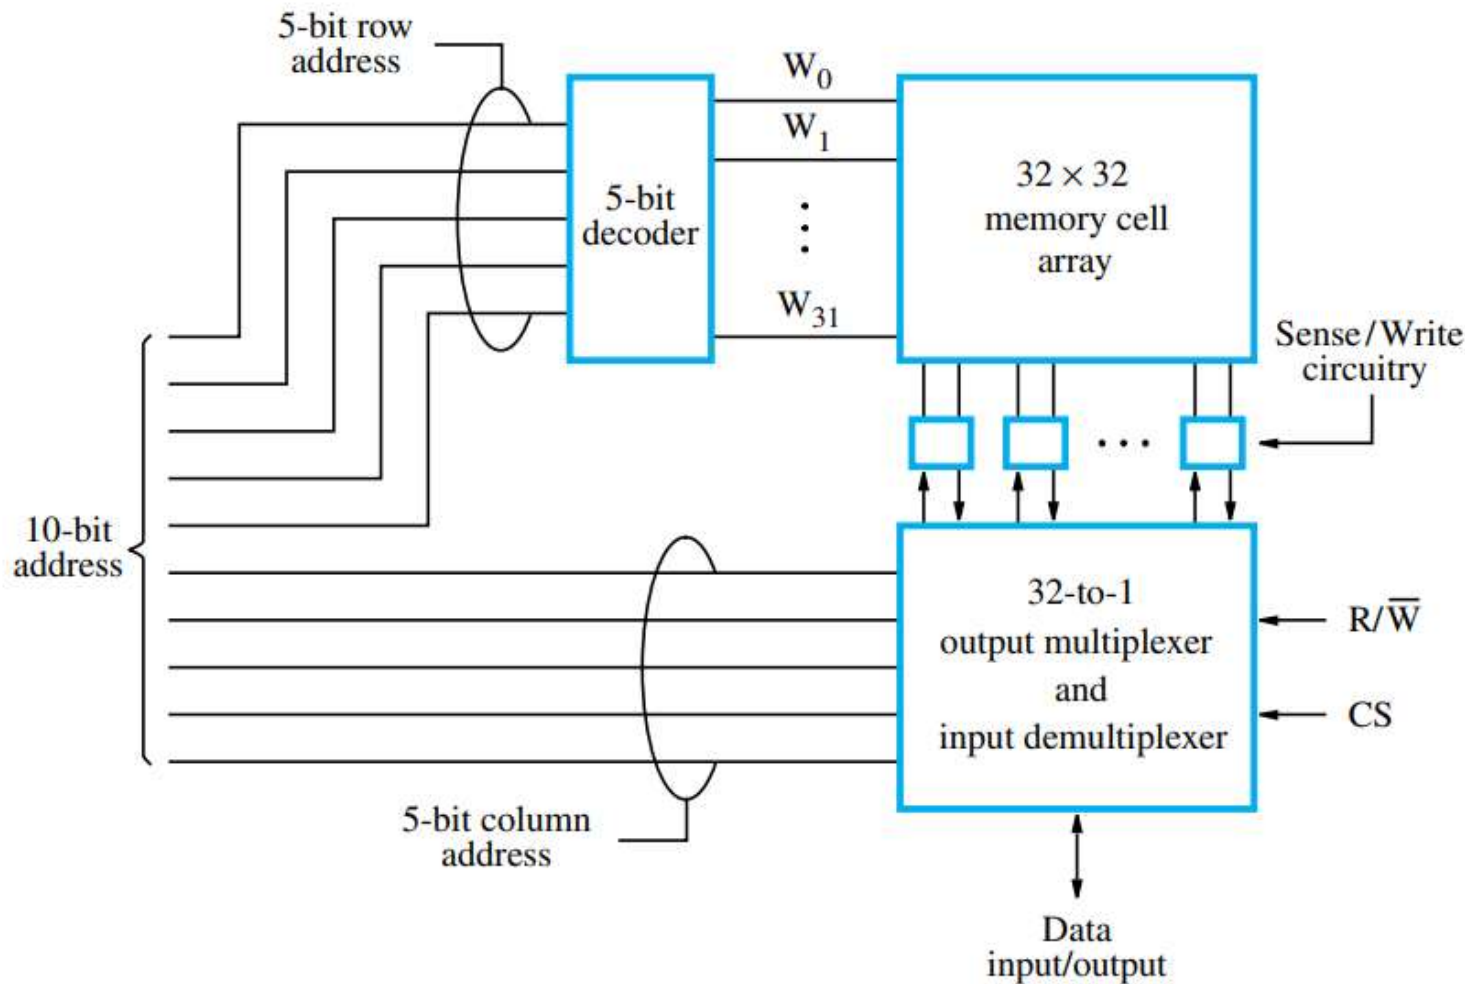 5-bit row
address
W0
W1
5-bit
decoder
32 × 32
memory cell
array
W31
Sense/Write
circuitry
10-bit
address
32-to-1
output multiplexer
and
input demultiplexer
R/W̅
CS
5-bit column
address
Data
input/output